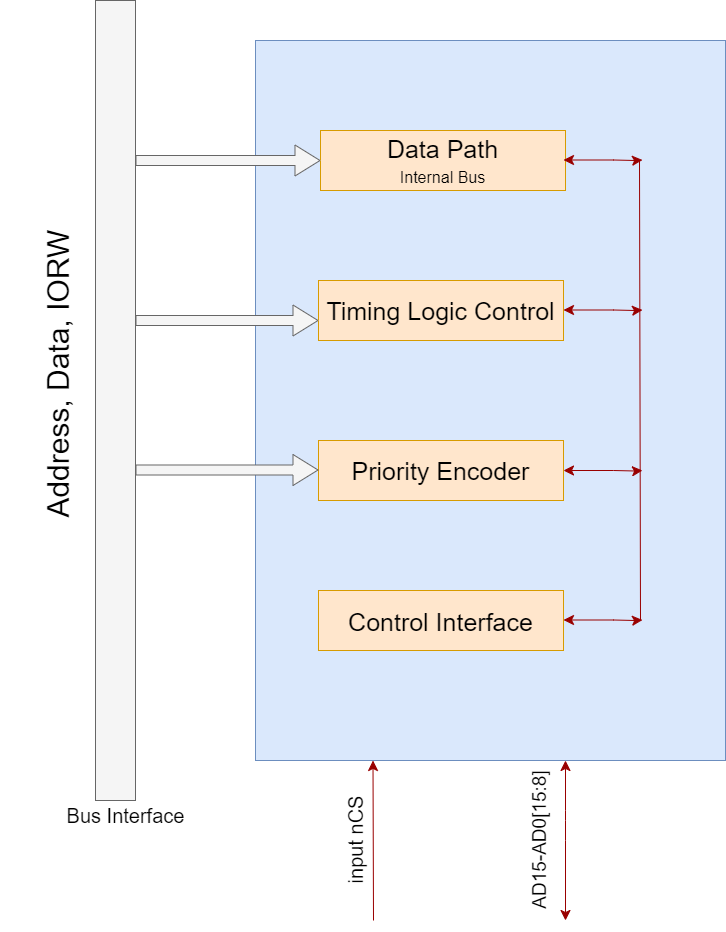 Data Path
Internal Bus
Address, Data, IORW
Timing Logic Control
Priority Encoder
Control Interface
Bus Interface
input nCS
AD15-AD0[15:8]